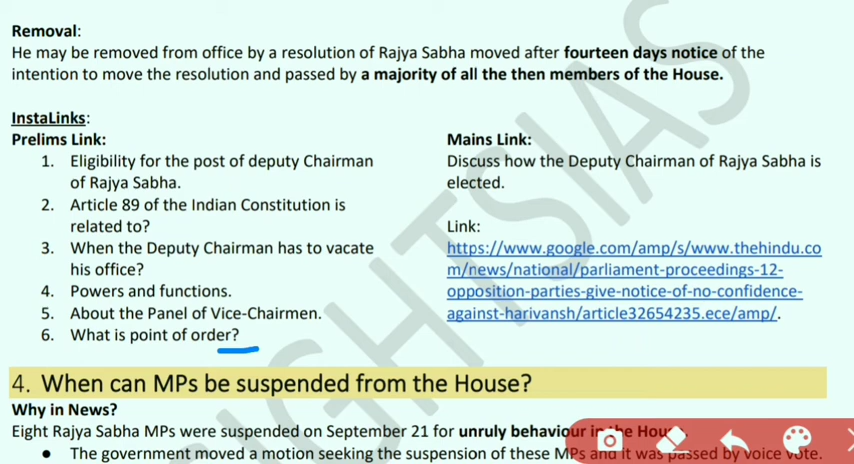 Removal:
He may be removed from office by a resolution of Rajya Sabha moved after fourteen days notice of the
intention to move the resolution and passed by a majority of all the then members of the House.
InstaLinks:
Prelims Link:
1. Eligibility for the post of deputy Chairman
of Rajya Sabha.
2. Article 89 of the Indian Constitution is
related to?
3. When the Deputy Chairman has to vacate
his office?
4. Powers and functions.
5. About the Panel of Vice-Chairmen.
6. What is point of order?
Mains Link:
Discuss how the Deputy Chairman of Rajya Sabha is
elected.
Link:
https://www.google.com/amp/s/www.thehindu.co
m/news/national/parliament-proceedings-12-
opposition-parties-give-notice-of-no-confidence-
against-harivansh/article32654235.ece/amp/.
4. When can MPs be suspended from the House?
Why in News?
Eight Rajya Sabha MPs were suspended on September 21 for unruly behaviour in the
• The government moved a motion seeking the suspension of these MPs and it was passed by voice vote.